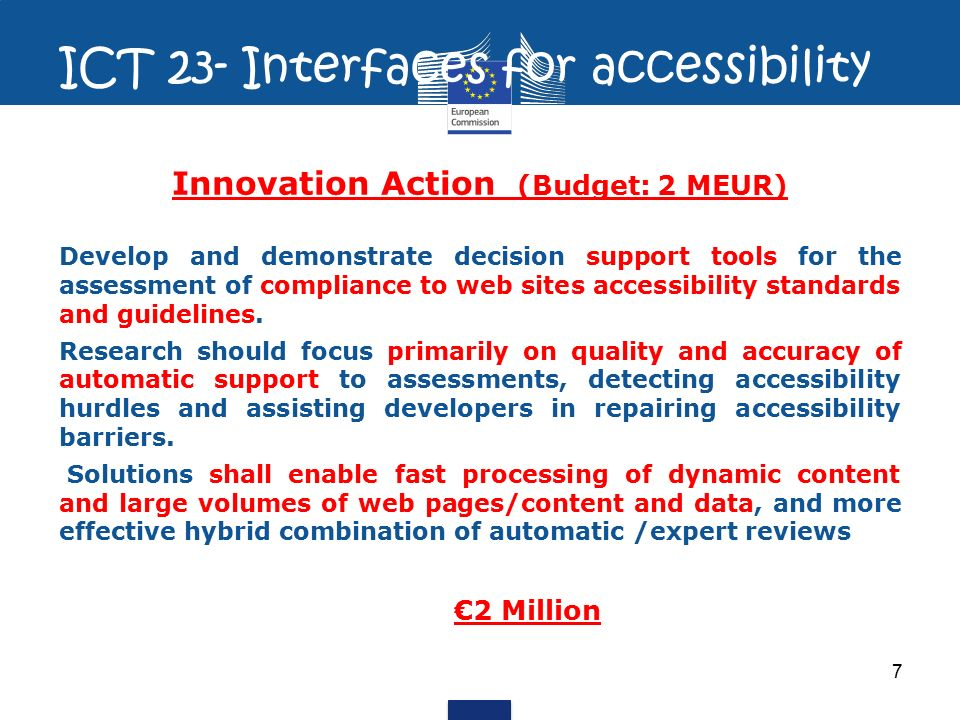 ICT 23- Interfaces for accessibility
European
Commission
Innovation Action (Budget: 2 MEUR)
Develop and demonstrate decision support tools for the
assessment of compliance to web sites accessibility standards
and guidelines.
Research should focus primarily on quality and accuracy of
automatic support to assessments, detecting accessibility
hurdles and assisting developers in repairing accessibility
barriers.
Solutions shall enable fast processing of dynamic content
and large volumes of web pages/content and data, and more
effective hybrid combination of automatic /expert reviews
€2 Million
7